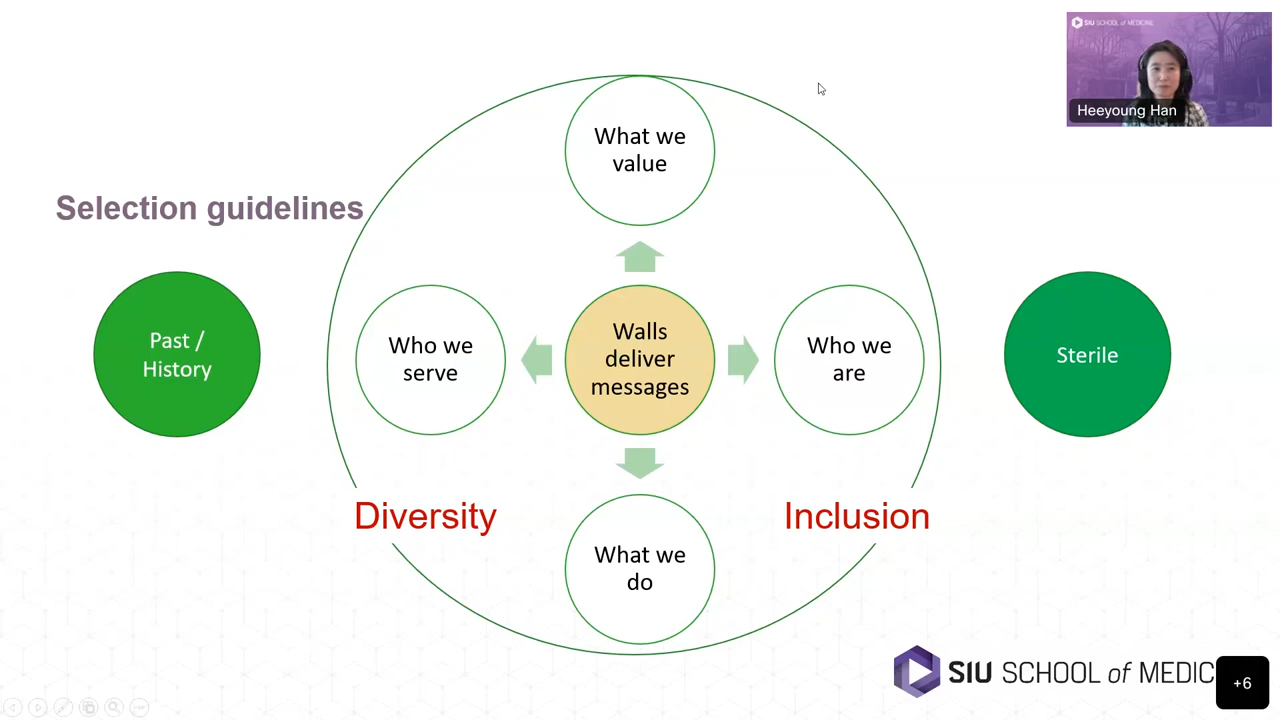 SIU SCHOOL OF MEDICINE
Heeyoung Han
What we
value
Selection guidelines
Past /
History
Who we
serve
Walls
deliver
messages
Who we
are
Sterile
Diversity
Inclusion
What we
do
SIU SCHOOL of MEDIC
+6